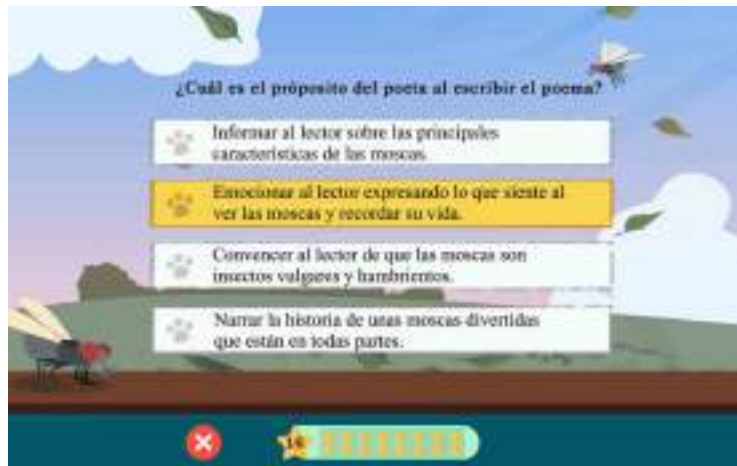 ¿Cuál es el próposito del poeta al escribir el poema?
Informar al lector sobre las principales
características de las moscas.
Emocionar al lector expresando lo que siente al
ver las moscas y recordar su vida.
Convencer al lector de que las moscas son
insectos vulgares y hambrientos.
Narrar la historia de unas moscas divertidas
que están en todas partes.